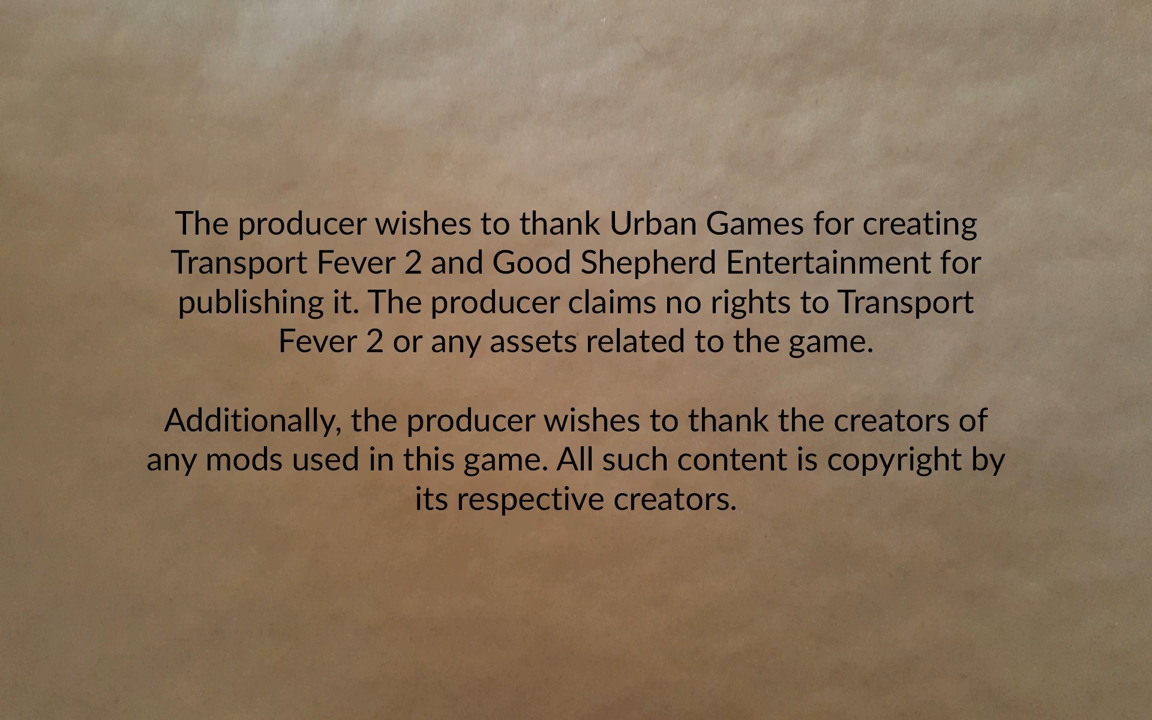 The producer wishes to thank Urban Games for creating
Transport Fever 2 and Good Shepherd Entertainment for
publishing it. The producer claims no rights to Transport
Fever 2 or any assets related to the game.
Additionally, the producer wishes to thank the creators of
any mods used in this game. All such content is copyright by
its respective creators.